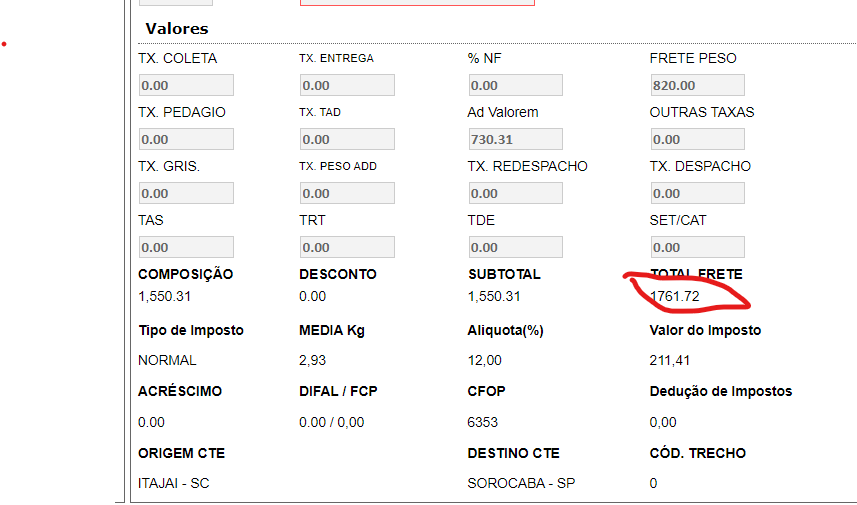 Valores
TX. COLETA TX. ENTREGA % NF FRETE PESO
0.00 0.00 0.00 820.00
TX. PEDAGIO TX. TAD Ad Valorem OUTRAS TAXAS
0.00 0.00 730.31 0.00
TX. GRIS. TX. PESO ADD TX. REDESPACHO TX. DESPACHO
0.00 0.00 0.00 0.00
TAS TRT TDE SET/CAT
0.00 0.00 0.00 0.00
COMPOSIÇÃO DESCONTO SUBTOTAL TOTAL FRETE
1,550.31 0.00 1,550.31 1761.72
Tipo de Imposto MEDIA Kg Aliquota(%) Valor do Imposto
NORMAL 2,93 12,00 211,41
ACRÉSCIMO DIFAL / FCP CFOP Dedução de Impostos
0.00 0.00 / 0,00 6353 0,00
ORIGEM CTE DESTINO CTE CÓD. TRECHO
ITAJAI - SC SOROCABA - SP 0